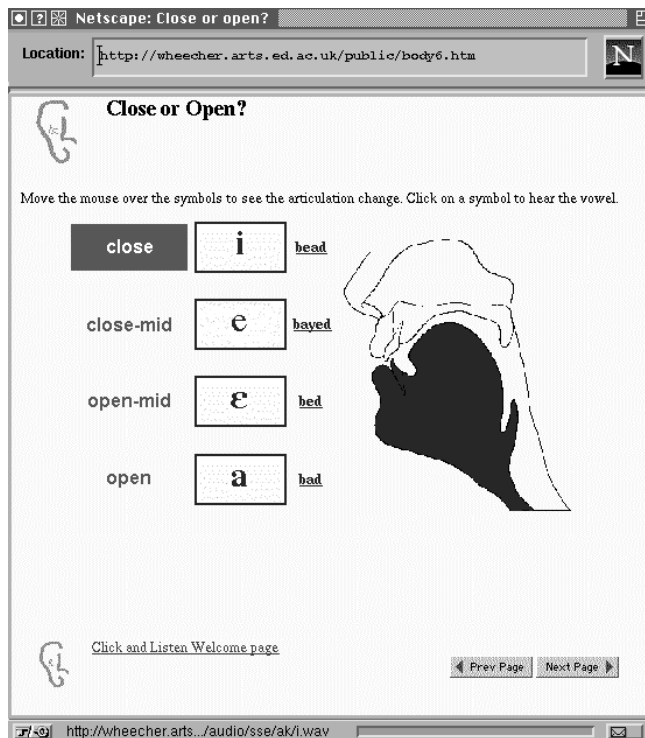 Netscape: Close or open?
Location: http://wheecher.arts.ed.ac.uk/public/body6.htm
N
Close or Open?
Move the mouse over the symbols to see the articulation change. Click on a symbol to hear the vowel.
close i bead
close-mid e bayed
open-mid ɛ bed
open a bad
Click and Listen Welcome page
Prev Page Next Page
http://wheecher.arts.../audio/sse/ak/i.wav